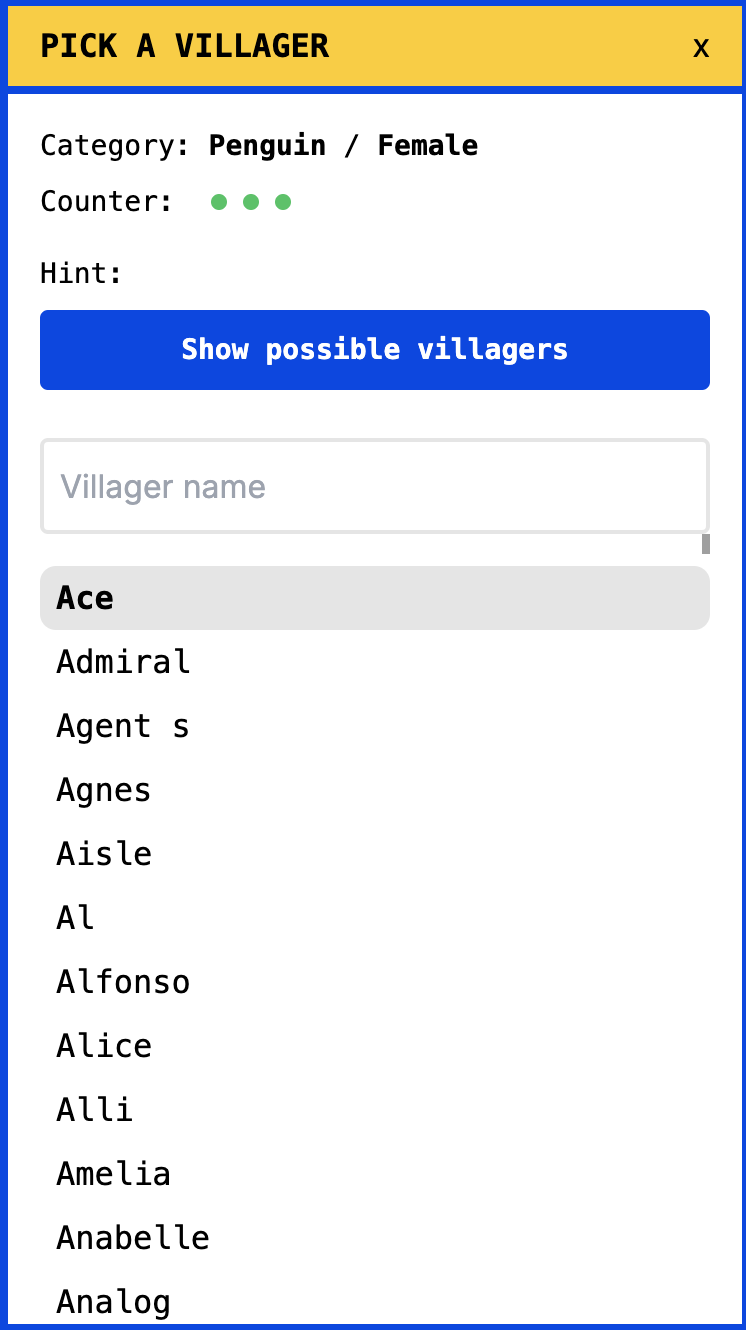 PICK A VILLAGER x
Category: Penguin / Female
Counter:
Hint:
Show possible villagers
Villager name
Ace
Admiral
Agent s
Agnes
Aisle
Al
Alfonso
Alice
Alli
Amelia
Anabelle
Analog